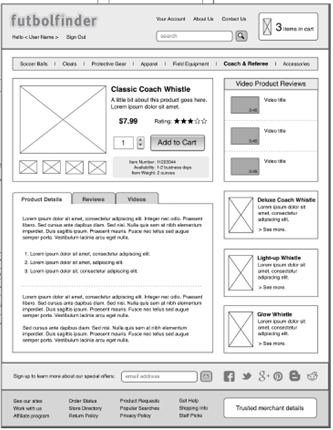 futbolfinder
Your Account About Us Contact Us
Hello < User Name > Sign Out
search
3 items in cart
Soccer Balls | Cleats | Protective Gear | Apparel | Field Equipment | Coach & Referee | Accessories
Classic Coach Whistle
A little bit about this product goes here.
Lorem ipsum dolor sit amet.
$7.99 Rating:
1 Add to Cart
Item Number: 11223344
Availability: 1-2 business days
Item Weight: 2 ounces
Video Product Reviews
Video title
Video title
Video title
Product Details Reviews Videos
Lorem ipsum dolor sit amet, consectetur adipiscing elit. Integer nec odio. Praesent
libero. Sed cursus ante dapibus diam. Sed nisi. Nulla quis sem at nibh elementum
imperdiet. Duis sagittis ipsum. Praesent mauris. Fusce nec tellus sed augue
semper porta. Vestibulum lacinia arcu eget nulla.
1. Lorem ipsum dolor sit amet, consectetur adipiscing elit.
2. Lorem ipsum dolor sit amet, adipiscing elit.
3. Lorem ipsum dolor sit, consectetur adipiscing elit.
Lorem ipsum dolor sit amet, consectetur adipiscing elit. Integer nec odio. Praesent
libero. Sed cursus ante dapibus diam. Sed nisi. Nulla quis sem at nibh elementum
imperdiet. Duis sagittis ipsum. Praesent mauris. Fusce nec tellus sed augue
semper porta. Vestibulum lacinia arcu eget nulla.
Sed cursus ante dapibus diam. Sed nisi. Nulla quis sem at nibh elementum
imperdiet. Duis sagittis ipsum. Praesent mauris. Fusce nec tellus sed augue
semper porta.
Deluxe Coach Whistle
Lorem ipsum dolor sit
amet, consectetur
adipiscing elit.
> See more.
Light-up Whistle
Lorem ipsum dolor sit
amet, consectetur
adipiscing elit.
> See more.
Glow Whistle
Lorem ipsum dolor sit
amet, consectetur
adipiscing elit.
> See more.
Sign up to learn more about our special offers: email address
See our sites Order Status Product Requests Get Help
Work with us Store Directory Popular Searches Shipping Info
Affiliate program Return Policy Privacy Policy Staff Picks
Trusted merchant details